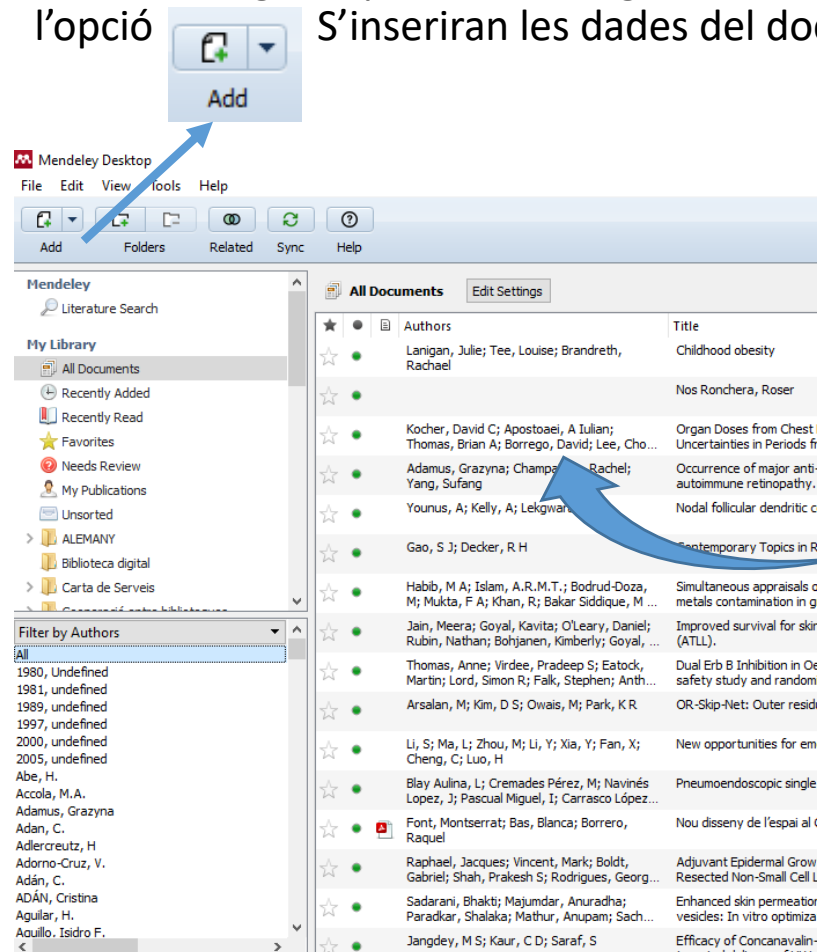 l’opció
S’inseriran les dades del do
Add
Mendeley Desktop
File Edit View Tools Help
Add Folders Related Sync Help
Mendeley
Literature Search
My Library
All Documents
Recently Added
Recently Read
Favorites
Needs Review
My Publications
Unsorted
ALEMANY
Biblioteca digital
Carta de Serveis
Filter by Authors
All
1980, Undefined
1981, undefined
1989, undefined
1997, undefined
2000, undefined
2005, undefined
Abe, H.
Accola, M.A.
Adamus, Grazyna
Adan, C.
Adlercreutz, H
Adorno-Cruz, V.
Adán, C.
ADÁN, Cristina
Aguilar, H.
Aguillo, Isidro F.
All Documents Edit Settings
Authors Title
Lanigan, Julie; Tee, Louise; Brandreth,
Rachael
Childhood obesity
Nos Ronchera, Roser
Kocher, David C; Apostoaei, A Iulian;
Thomas, Brian A; Borrego, David; Lee, Cho...
Organ Doses from Chest
Uncertainties in Periods
Adamus, Grazyna; Rachel;
Yang, Sufang
Occurrence of major anti-
autoimmune retinopathy.
Younus, A; Kelly, A;
Nodal follicular dendritic
Gao, S J; Decker, R H
Contemporary Topics in
Habib, M A; Islam, A.R.M.T.; Bodrud-Doza,
M; Mukta, F A; Khan, R; Bakar Siddique, M ...
Simultaneous appraisals
metals contamination in
Jain, Meera; Goyal, Kavita; O'Leary, Daniel;
Rubin, Nathan; Bohjanen, Kimberly; Goyal, ...
Improved survival for
(ATLL).
Thomas, Anne; Virdee, Pradeep S; Eatock,
Martin; Lord, Simon R; Falk, Stephen; Anth...
Dual Erb B Inhibition in
safety study and
Arsalan, M; Kim, D S; Owais, M; Park, K R
OR-Skip-Net: Outer
Li, S; Ma, L; Zhou, M; Li, Y; Xia, Y; Fan, X;
Cheng, C; Luo, H
New opportunities for
Blay Aulina, L; Cremades Pérez, M; Navinés
Lopez, J; Pascual Miguel, I; Carrasco López...
Pneumoendoscopic single
Font, Montserrat; Bas, Blanca; Borrero,
Raquel
Nou disseny de l’espai al
Raphael, Jacques; Vincent, Mark; Boldt,
Gabriel; Shah, Prakesh S; Rodrigues, Georg...
Adjuvant Epidermal
Resected Non-Small Cell
Sadarani, Bhakti; Majumdar, Anuradha;
Paradkar, Shalaka; Mathur, Anupam; Sach...
Enhanced skin
vesicles: In vitro
Jangdey, M S; Kaur, C D; Saraf, S
Efficacy of Concanavalin-